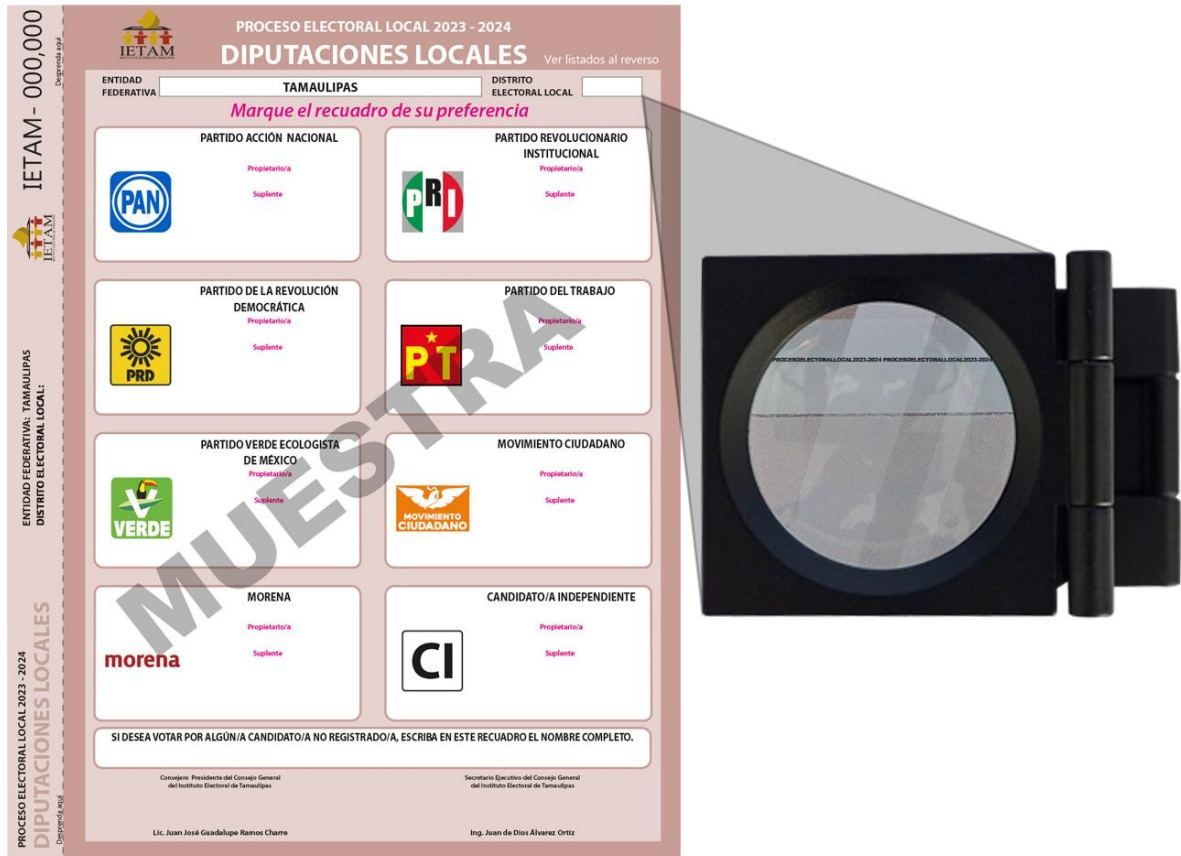 IETAM- 000,000
Desprenda aquí
IETAM
ENTIDAD FEDERATIVA: TAMAULIPAS
DISTRITO ELECTORAL LOCAL:
PROCESO ELECTORAL LOCAL 2023 - 2024
DIPUTACIONES LOCALES
Desprenda aquí
IETAM
PROCESO ELECTORAL LOCAL 2023 - 2024
DIPUTACIONES LOCALES
Ver listados al reverso
ENTIDAD
FEDERATIVA
TAMAULIPAS
DISTRITO
ELECTORAL LOCAL
Marque el recuadro de su preferencia
PARTIDO ACCIÓN NACIONAL
Propietario/a
Suplente
PAN
PARTIDO REVOLUCIONARIO
INSTITUCIONAL
Propietario/a
Suplente
PRI
PARTIDO DE LA REVOLUCIÓN
DEMOCRÁTICA
Propietario/a
Suplente
PRD
PARTIDO DEL TRABAJO
Propietario/a
Suplente
PT
PARTIDO VERDE ECOLOGISTA
DE MÉXICO
Propietario/a
Suplente
VERDE
MOVIMIENTO CIUDADANO
Propietario/a
Suplente
MOVIMIENTO
CIUDADANO
MORENA
Propietario/a
Suplente
morena
CANDIDATO/A INDEPENDIENTE
Propietario/a
Suplente
CI
MUESTRA
SI DESEA VOTAR POR ALGÚN/A CANDIDATO/A NO REGISTRADO/A, ESCRIBA EN ESTE RECUADRO EL NOMBRE COMPLETO.
Consejero Presidente del Consejo General
del Instituto Electoral de Tamaulipas
Lic. Juan José Guadalupe Ramos Charre
Secretario Ejecutivo del Consejo General
del Instituto Electoral de Tamaulipas
Ing. Juan de Dios Álvarez Ortiz
PROCESOELECTORALLOCAL2023-2024 PROCESOELECTORALLOCAL2023-2024